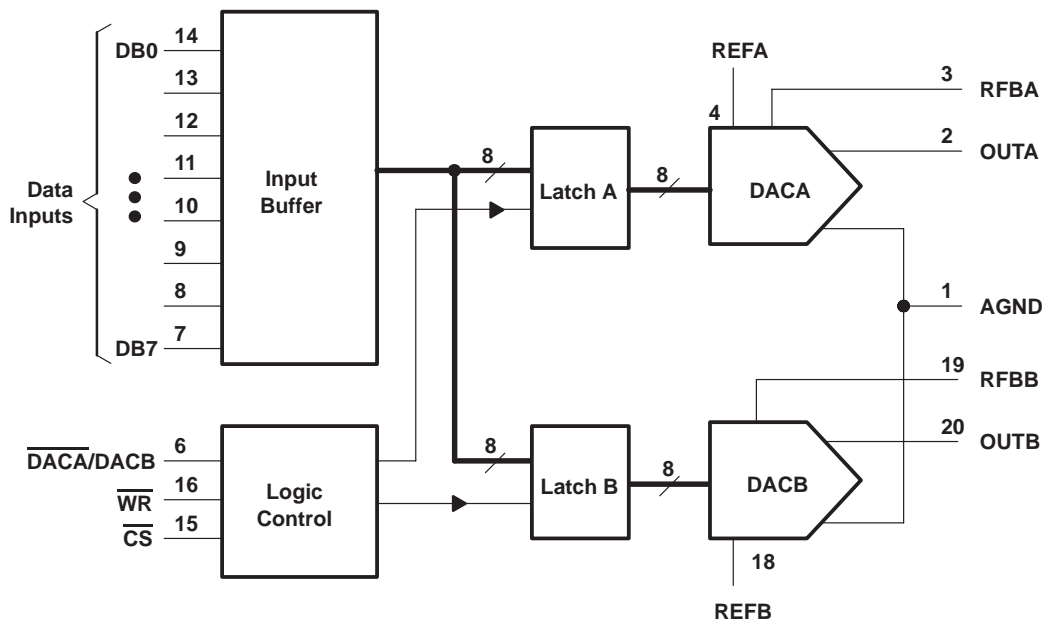 DB0
14
13
12
11
10
9
8
7
DB7
Data
Inputs
Input
Buffer
8
Latch A
8
REFA
4
DACA
3
RFBA
2
OUTA
1
AGND
19
RFBB
20
OUTB
6
DACA/DACB
16
WR
15
CS
Logic
Control
8
Latch B
8
DACB
18
REFB